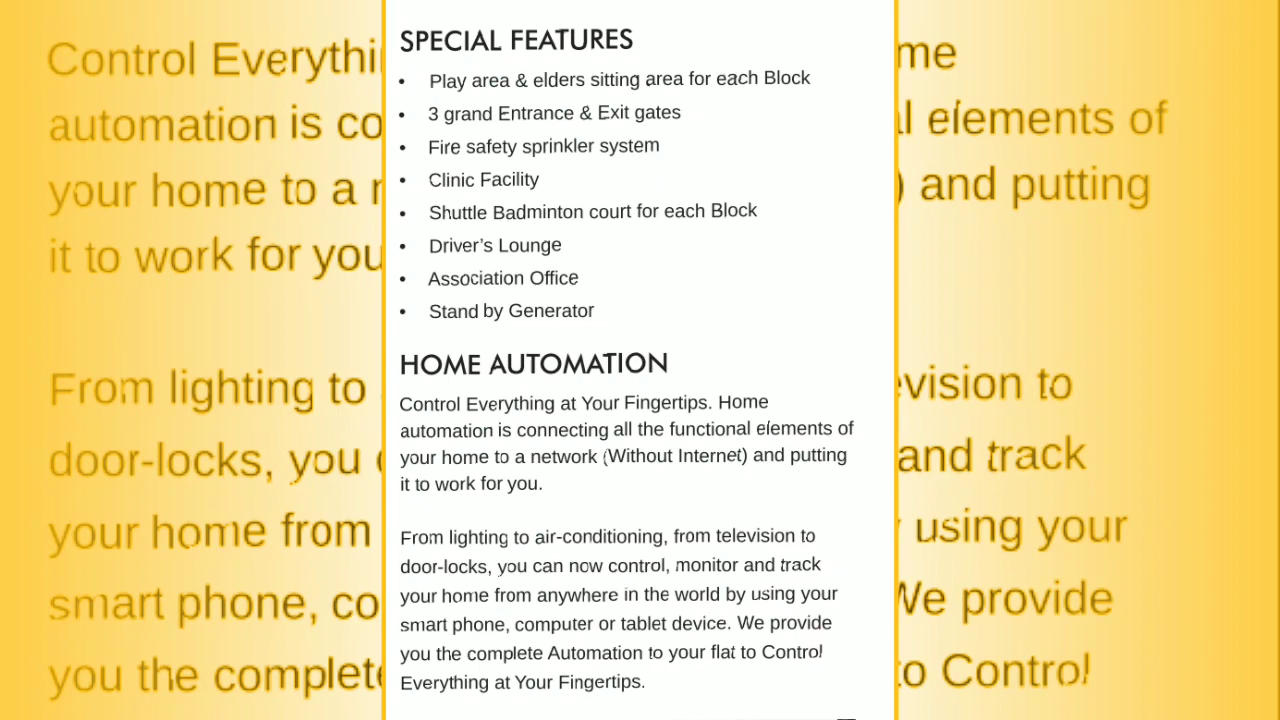 SPECIAL FEATURES
• Play area & elders sitting area for each Block
• 3 grand Entrance & Exit gates
• Fire safety sprinkler system
• Clinic Facility
• Shuttle Badminton court for each Block
• Driver's Lounge
• Association Office
• Stand by Generator
HOME AUTOMATION
Control Everything at Your Fingertips. Home
automation is connecting all the functional elements of
your home to a network (Without Internet) and putting
it to work for you.
From lighting to air-conditioning, from television to
door-locks, you can now control, monitor and track
your home from anywhere in the world by using your
smart phone, computer or tablet device. We provide
you the complete Automation to your flat to Control
Everything at Your Fingertips.